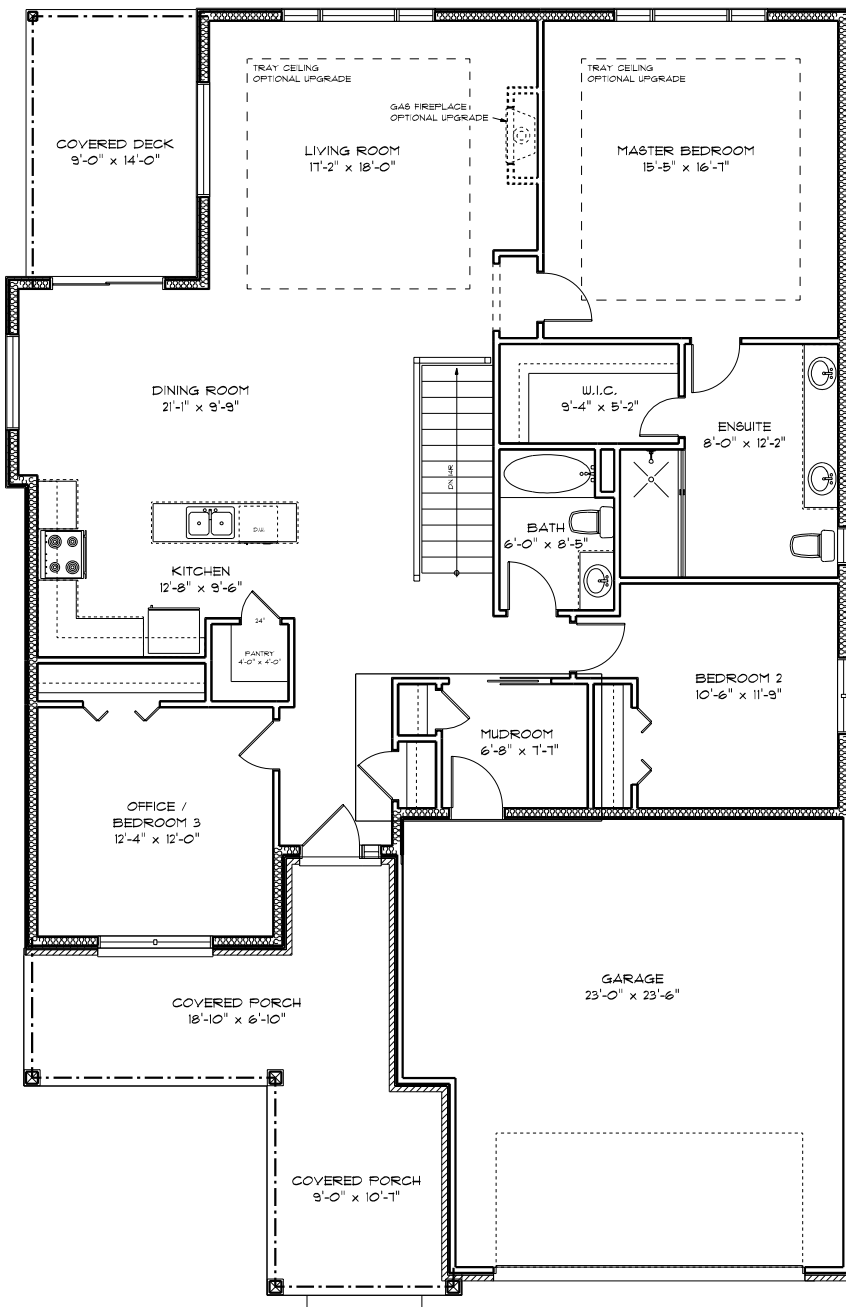 TRAY CEILING
OPTIONAL UPGRADE
TRAY CEILING
OPTIONAL UPGRADE
GAS FIREPLACE
OPTIONAL UPGRADE
COVERED DECK
9'-0" x 14'-0"
LIVING ROOM
17'-2" x 18'-0"
MASTER BEDROOM
15'-5" x 16'-7"
DINING ROOM
21'-1" x 9'-9"
W.I.C.
9'-4" x 5'-2"
ENSUITE
8'-0" x 12'-2"
DN 14R
D.W.
BATH
6'-0" x 8'-5"
KITCHEN
12'-8" x 9'-6"
24"
PANTRY
4'-0" x 4'-0"
BEDROOM 2
10'-6" x 11'-9"
MUDROOM
6'-8" x 7'-7"
OFFICE /
BEDROOM 3
12'-4" x 12'-0"
GARAGE
23'-0" x 23'-6"
COVERED PORCH
18'-10" x 6'-10"
COVERED PORCH
9'-0" x 10'-7"